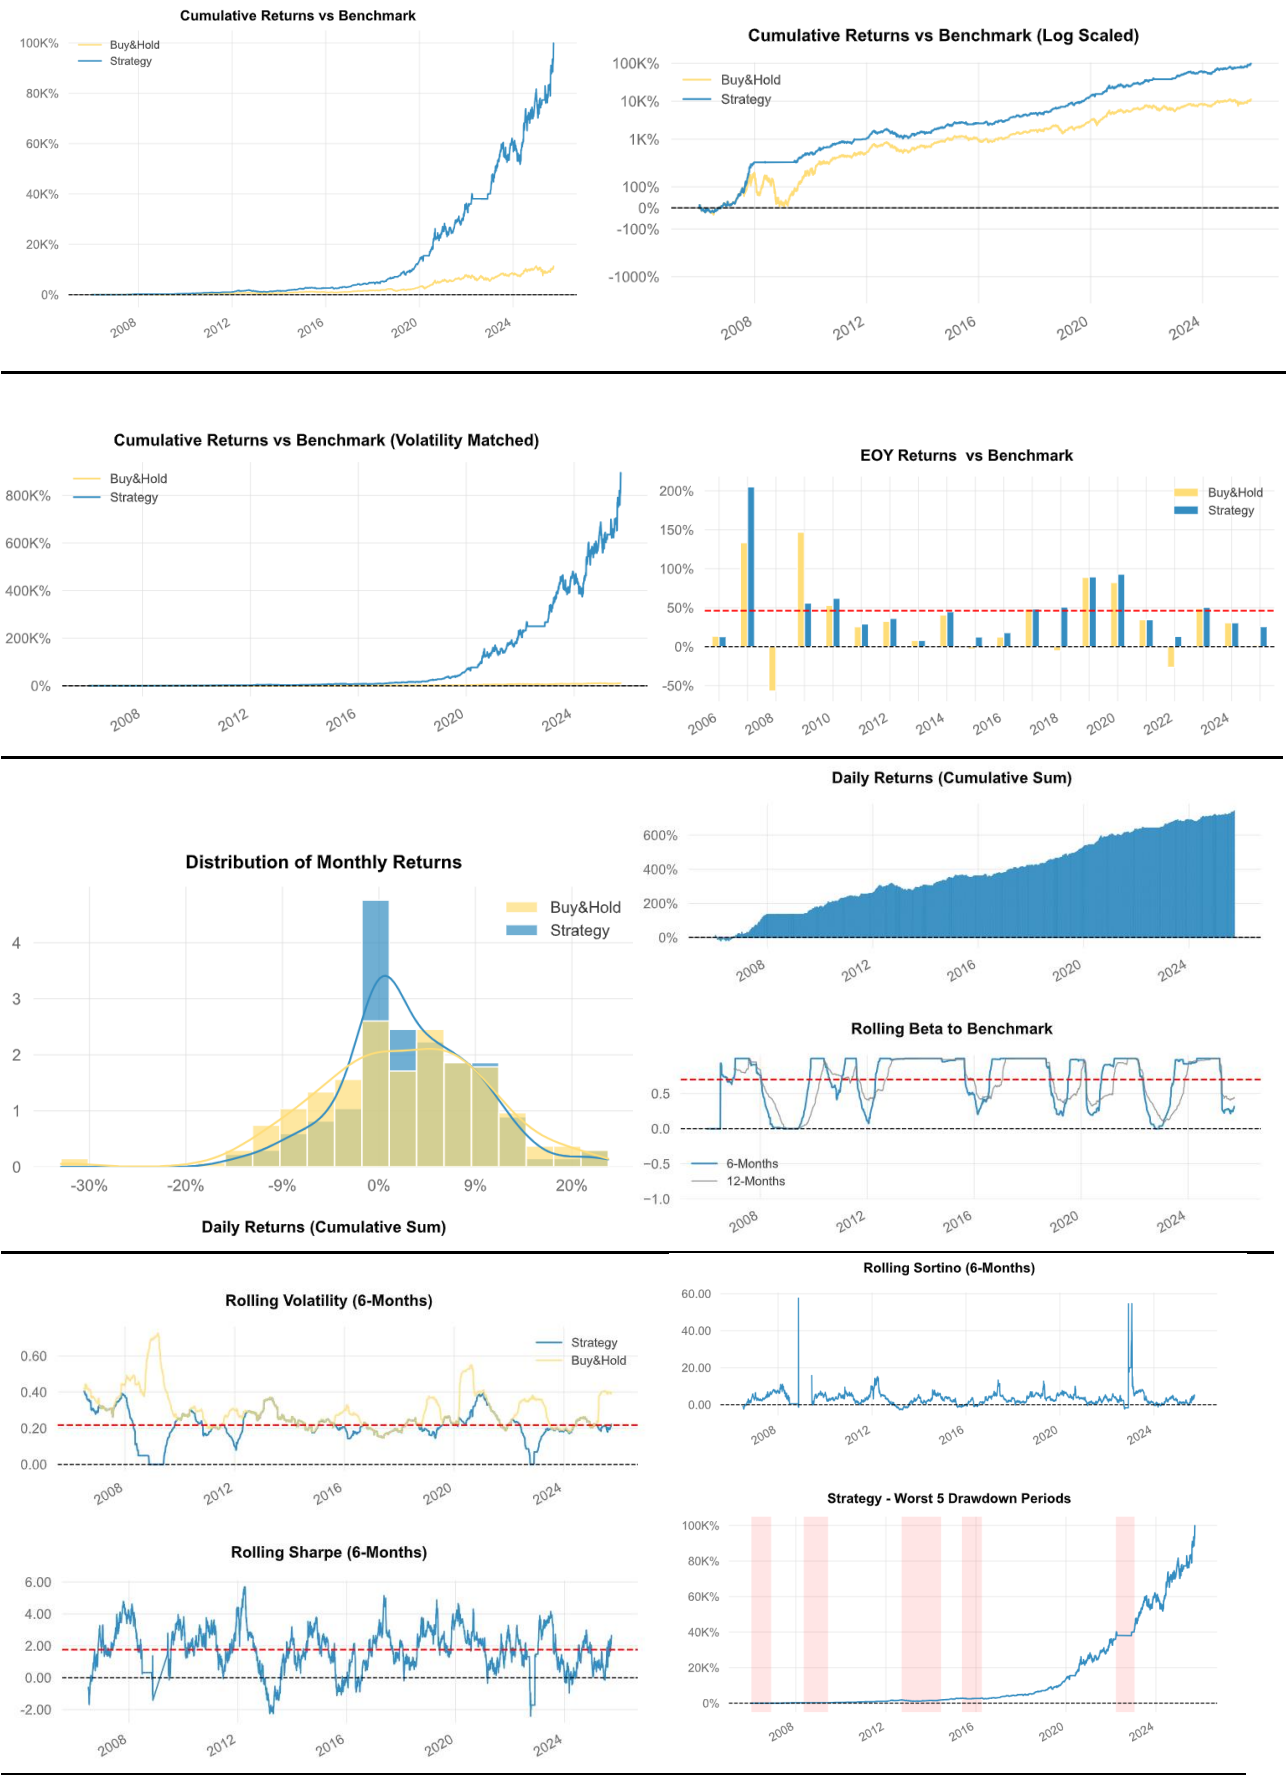 Cumulative Returns vs Benchmark
100K%
80K%
60K%
40K%
20K%
0%
Buy&Hold
Strategy
2008
2012
2016
2020
2024
Cumulative Returns vs Benchmark (Log Scaled)
100K%
10K%
1K%
100%
0%
-100%
-1000%
Buy&Hold
Strategy
2008
2012
2016
2020
2024
Cumulative Returns vs Benchmark (Volatility Matched)
800K%
600K%
400K%
200K%
0%
Buy&Hold
Strategy
2008
2012
2016
2020
2024
EOY Returns  vs Benchmark
200%
150%
100%
50%
0%
-50%
Buy&Hold
Strategy
2006
2008
2010
2012
2014
2016
2018
2020
2022
2024
Distribution of Monthly Returns
4
3
2
1
0
Buy&Hold
Strategy
-30%
-20%
-9%
0%
9%
20%
Daily Returns (Cumulative Sum)
Daily Returns (Cumulative Sum)
600%
400%
200%
0%
2008
2012
2016
2020
2024
Rolling Beta to Benchmark
0.5
0.0
−0.5
−1.0
6-Months
12-Months
2008
2012
2016
2020
2024
Rolling Volatility (6-Months)
0.60
0.40
0.20
0.00
Strategy
Buy&Hold
2008
2012
2016
2020
2024
Rolling Sortino (6-Months)
60.00
40.00
20.00
0.00
2008
2012
2016
2020
2024
Rolling Sharpe (6-Months)
6.00
4.00
2.00
0.00
-2.00
2008
2012
2016
2020
2024
Strategy - Worst 5 Drawdown Periods
100K%
80K%
60K%
40K%
20K%
0%
2008
2012
2016
2020
2024